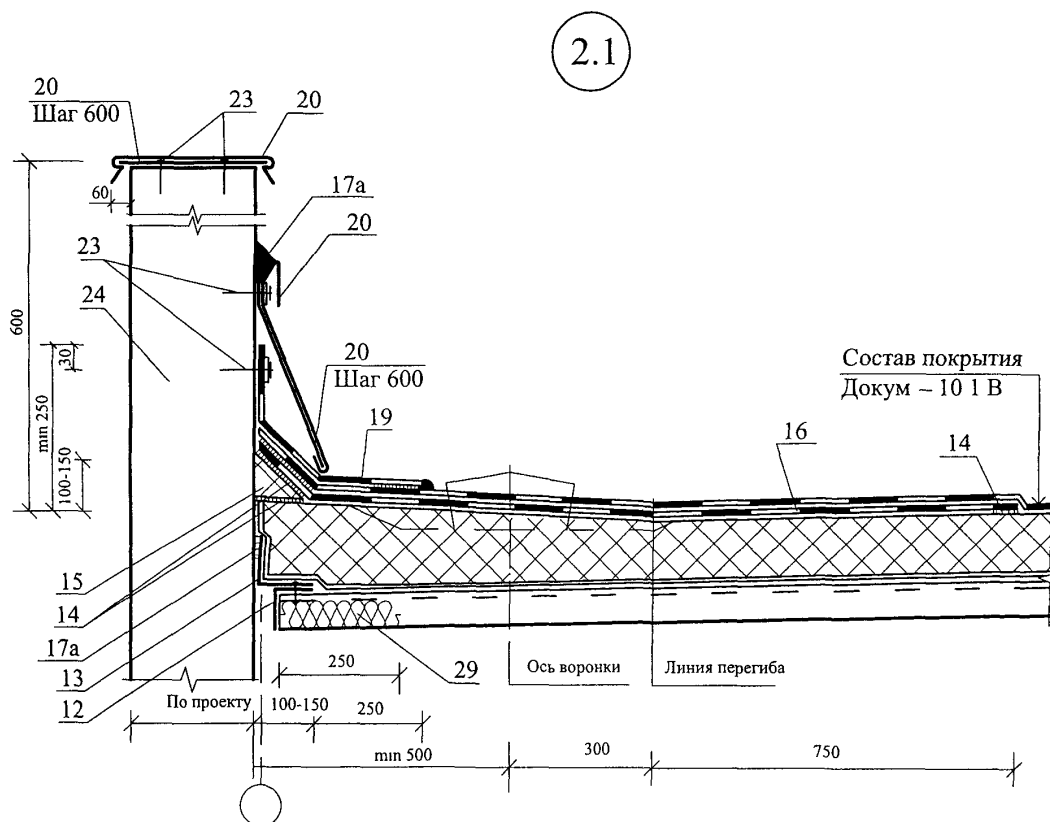 2.1
20
Шаг 600
23
20
60
17а
20
23
24
600
30
min 250
100-150
20
Шаг 600
19
16
14
Состав покрытия
Докум – 10 1 В
15
14
17а
13
12
29
250
Ось воронки
Линия перегиба
По проекту
100-150
250
min 500
300
750